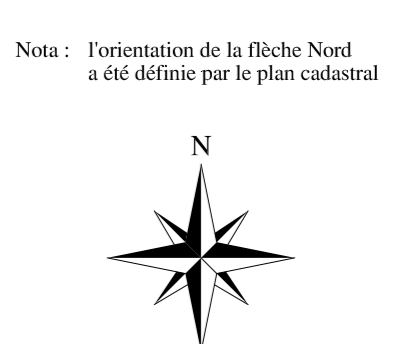 Nota : l'orientation de la flèche Nord
a été définie par le plan cadastral
N